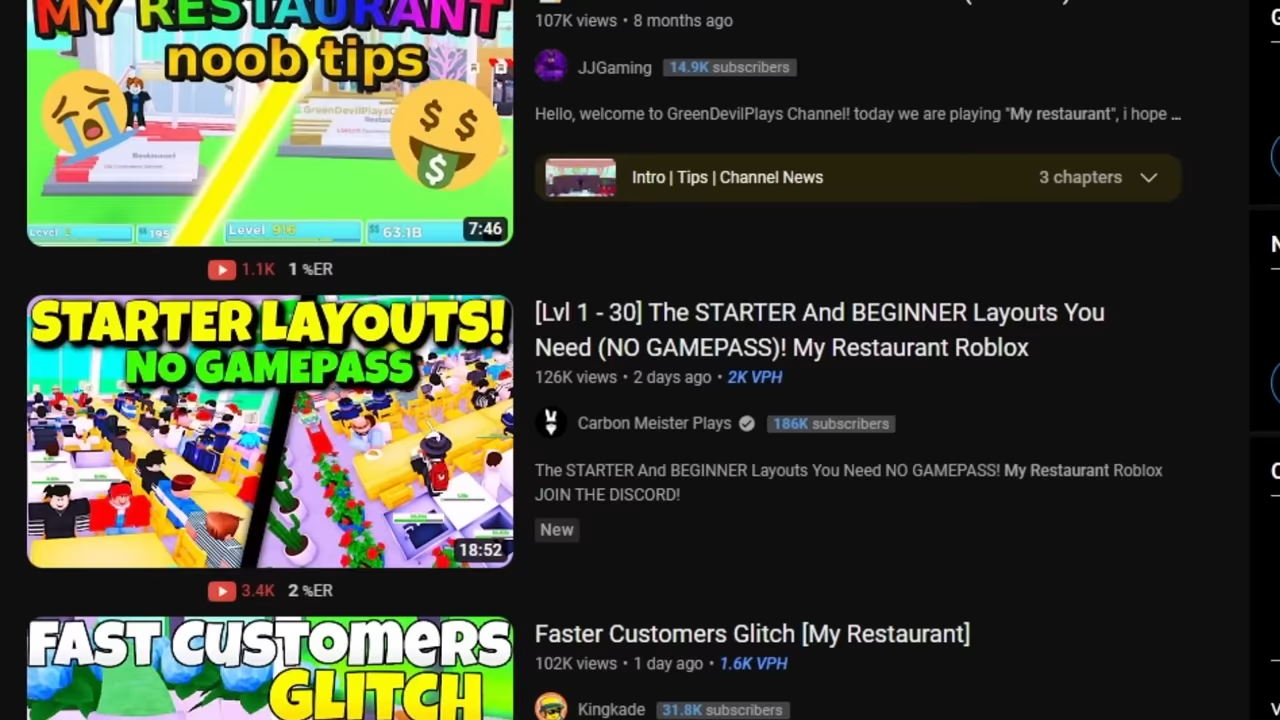 MY RESTAURANT
noob tips
GreenDevilPlays
Restaurant
Level
195
Level 916
$$ 63.1B
7:46
107K views • 8 months ago
JJGaming 14.9K subscribers
Hello, welcome to GreenDevilPlays Channel! today we are playing "My restaurant", i hope ...
Intro | Tips | Channel News
3 chapters
1.1K 1 %ER
STARTER LAYOUTS!
NO GAMEPASS
18:52
[Lvl 1 - 30] The STARTER And BEGINNER Layouts You
Need (NO GAMEPASS)! My Restaurant Roblox
126K views • 2 days ago • 2K VPH
Carbon Meister Plays 186K subscribers
The STARTER And BEGINNER Layouts You Need NO GAMEPASS! My Restaurant Roblox
JOIN THE DISCORD!
New
3.4K 2 %ER
FAST CUSTOMERS
GLITCH
Faster Customers Glitch [My Restaurant]
102K views • 1 day ago • 1.6K VPH
Kingkade 31.8K subscribers